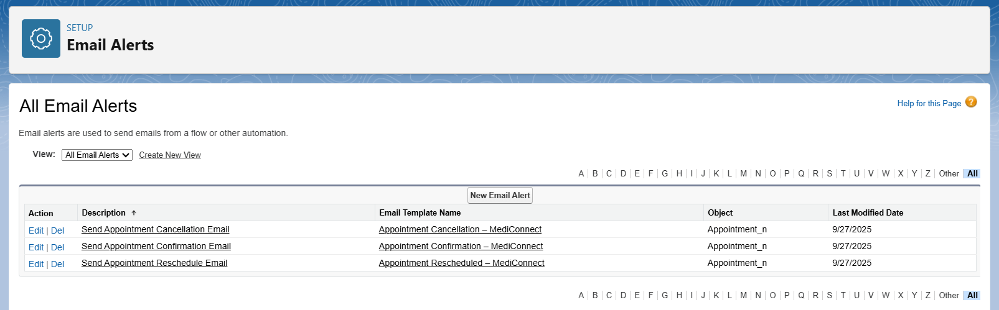 SETUP
Email Alerts
All Email Alerts
Help for this Page ?
Email alerts are used to send emails from a flow or other automation.
View: All Email Alerts Create New View
A | B | C | D | E | F | G | H | I | J | K | L | M | N | O | P | Q | R | S | T | U | V | W | X | Y | Z | Other | All
New Email Alert
Action Description ↑ Email Template Name Object Last Modified Date
Edit | Del Send Appointment Cancellation Email Appointment Cancellation – MediConnect Appointment_n 9/27/2025
Edit | Del Send Appointment Confirmation Email Appointment Confirmation – MediConnect Appointment_n 9/27/2025
Edit | Del Send Appointment Reschedule Email Appointment Rescheduled – MediConnect Appointment_n 9/27/2025
A | B | C | D | E | F | G | H | I | J | K | L | M | N | O | P | Q | R | S | T | U | V | W | X | Y | Z | Other | All